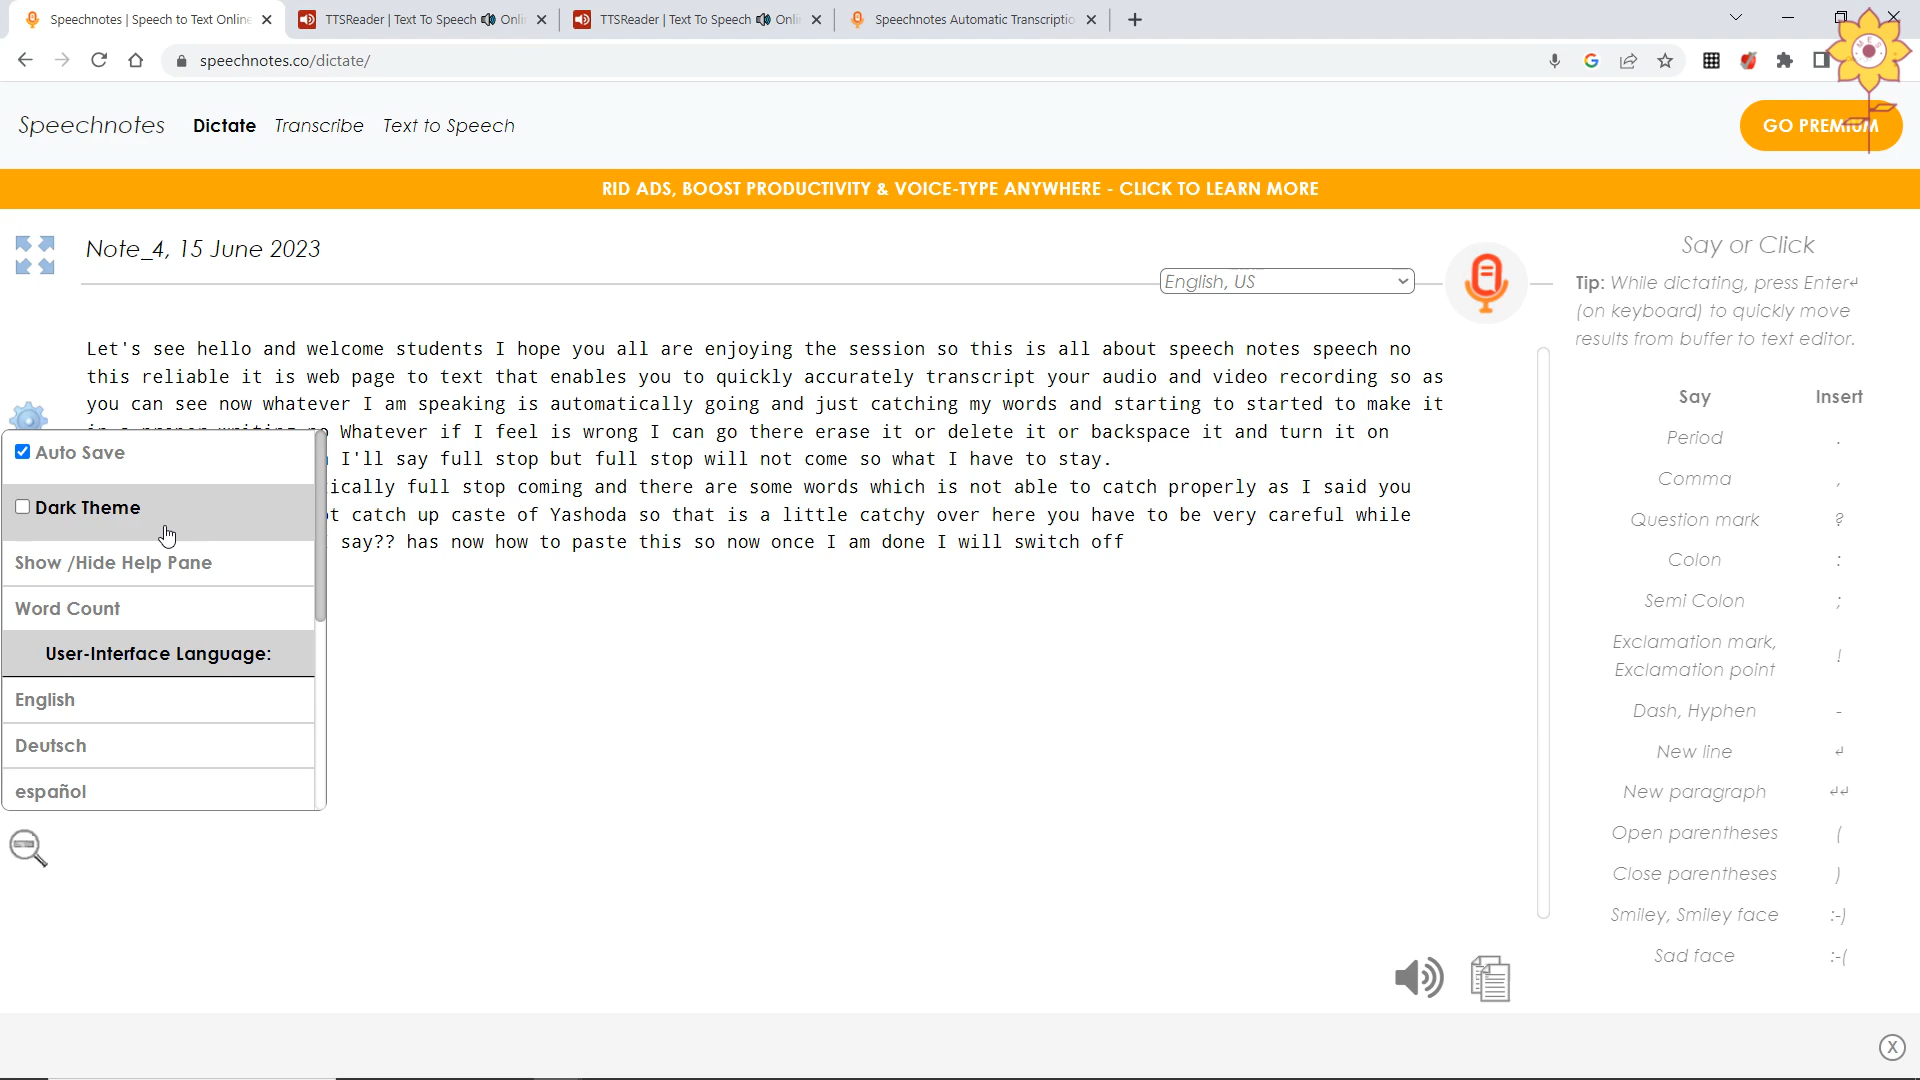 Speechnotes | Speech to Text Online
TTSReader | Text To Speech Onli
TTSReader | Text To Speech Onli
Speechnotes Automatic Transcriptio
speechnotes.co/dictate/
Speechnotes Dictate Transcribe Text to Speech
GO PREMIUM
RID ADS, BOOST PRODUCTIVITY & VOICE-TYPE ANYWHERE - CLICK TO LEARN MORE
Note_4, 15 June 2023
English, US
Let's see hello and welcome students I hope you all are enjoying the session so this is all about speech notes speech no
this reliable it is web page to text that enables you to quickly accurately transcript your audio and video recording so as
you can see now whatever I am speaking is automatically going and just catching my words and starting to started to make it
Whatever if I feel is wrong I can go there erase it or delete it or backspace it and turn it on
I'll say full stop but full stop will not come so what I have to stay.
ically full stop coming and there are some words which is not able to catch properly as I said you
t catch up caste of Yashoda so that is a little catchy over here you have to be very careful while
say?? has now how to paste this so now once I am done I will switch off
Auto Save
Dark Theme
Show /Hide Help Pane
Word Count
User-Interface Language:
English
Deutsch
español
Say or Click
Tip: While dictating, press Enter↵
(on keyboard) to quickly move
results from buffer to text editor.
Say Insert
Period .
Comma ,
Question mark ?
Colon :
Semi Colon ;
Exclamation mark,
Exclamation point !
Dash, Hyphen -
New line ↵
New paragraph ↵↵
Open parentheses (
Close parentheses )
Smiley, Smiley face :-)
Sad face :-(